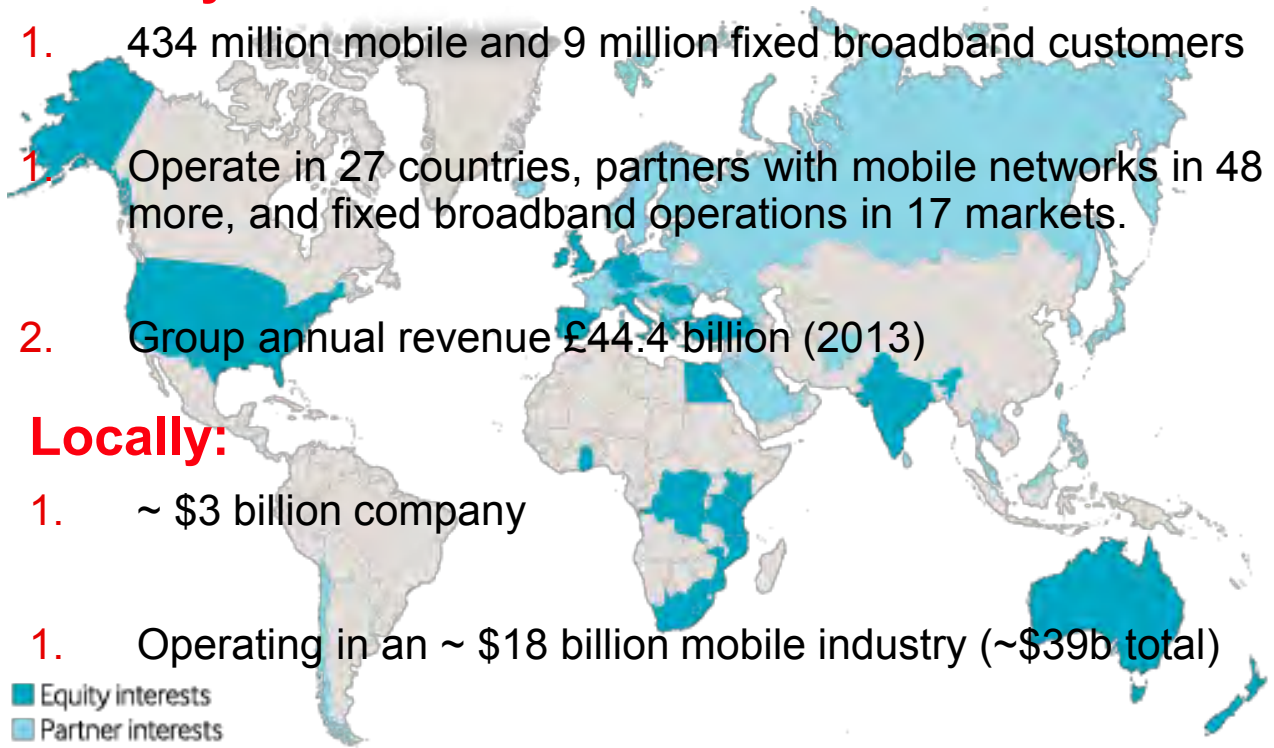 1. 434 million mobile and 9 million fixed broadband customers
1. Operate in 27 countries, partners with mobile networks in 48
more, and fixed broadband operations in 17 markets.
2. Group annual revenue £44.4 billion (2013)
Locally:
1. ~ $3 billion company
1. Operating in an ~ $18 billion mobile industry (~$39b total)
Equity interests
Partner interests